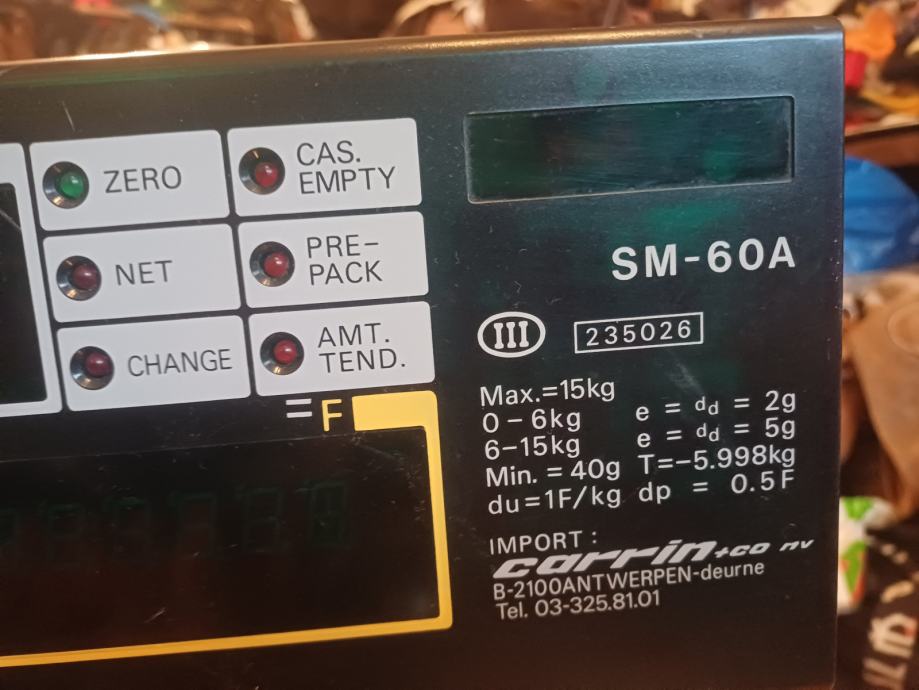 ZERO
CAS.
EMPTY
NET
PRE-
PACK
CHANGE
AMT.
TEND.
=F
SM-60A
III
235026
Max.=15kg
0-6kg e = dd = 2g
6-15kg e = dd = 5g
Min. = 40g T=-5.998kg
du=1F/kg dp = 0.5F
IMPORT :
carrin+co nv
B-2100ANTWERPEN-deurne
Tel. 03-325.81.01